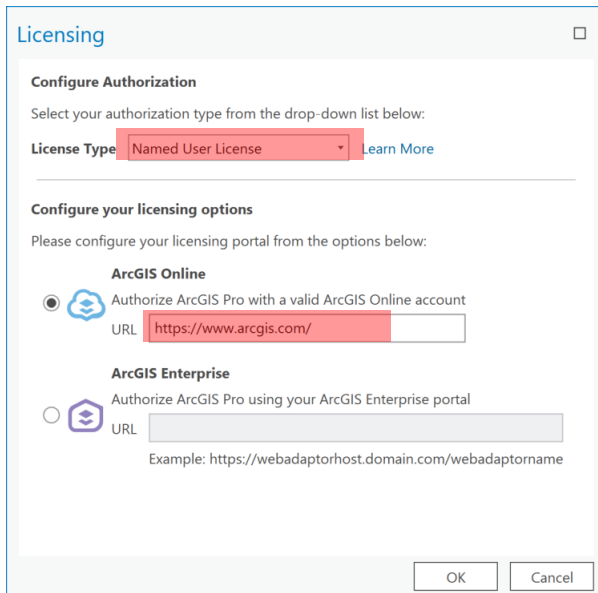 Licensing
Configure Authorization
Select your authorization type from the drop-down list below:
License Type Named User License Learn More
Configure your licensing options
Please configure your licensing portal from the options below:
ArcGIS Online
Authorize ArcGIS Pro with a valid ArcGIS Online account
URL https://www.arcgis.com/
ArcGIS Enterprise
Authorize ArcGIS Pro using your ArcGIS Enterprise portal
URL
Example: https://webadaptorhost.domain.com/webadaptorname
OK Cancel